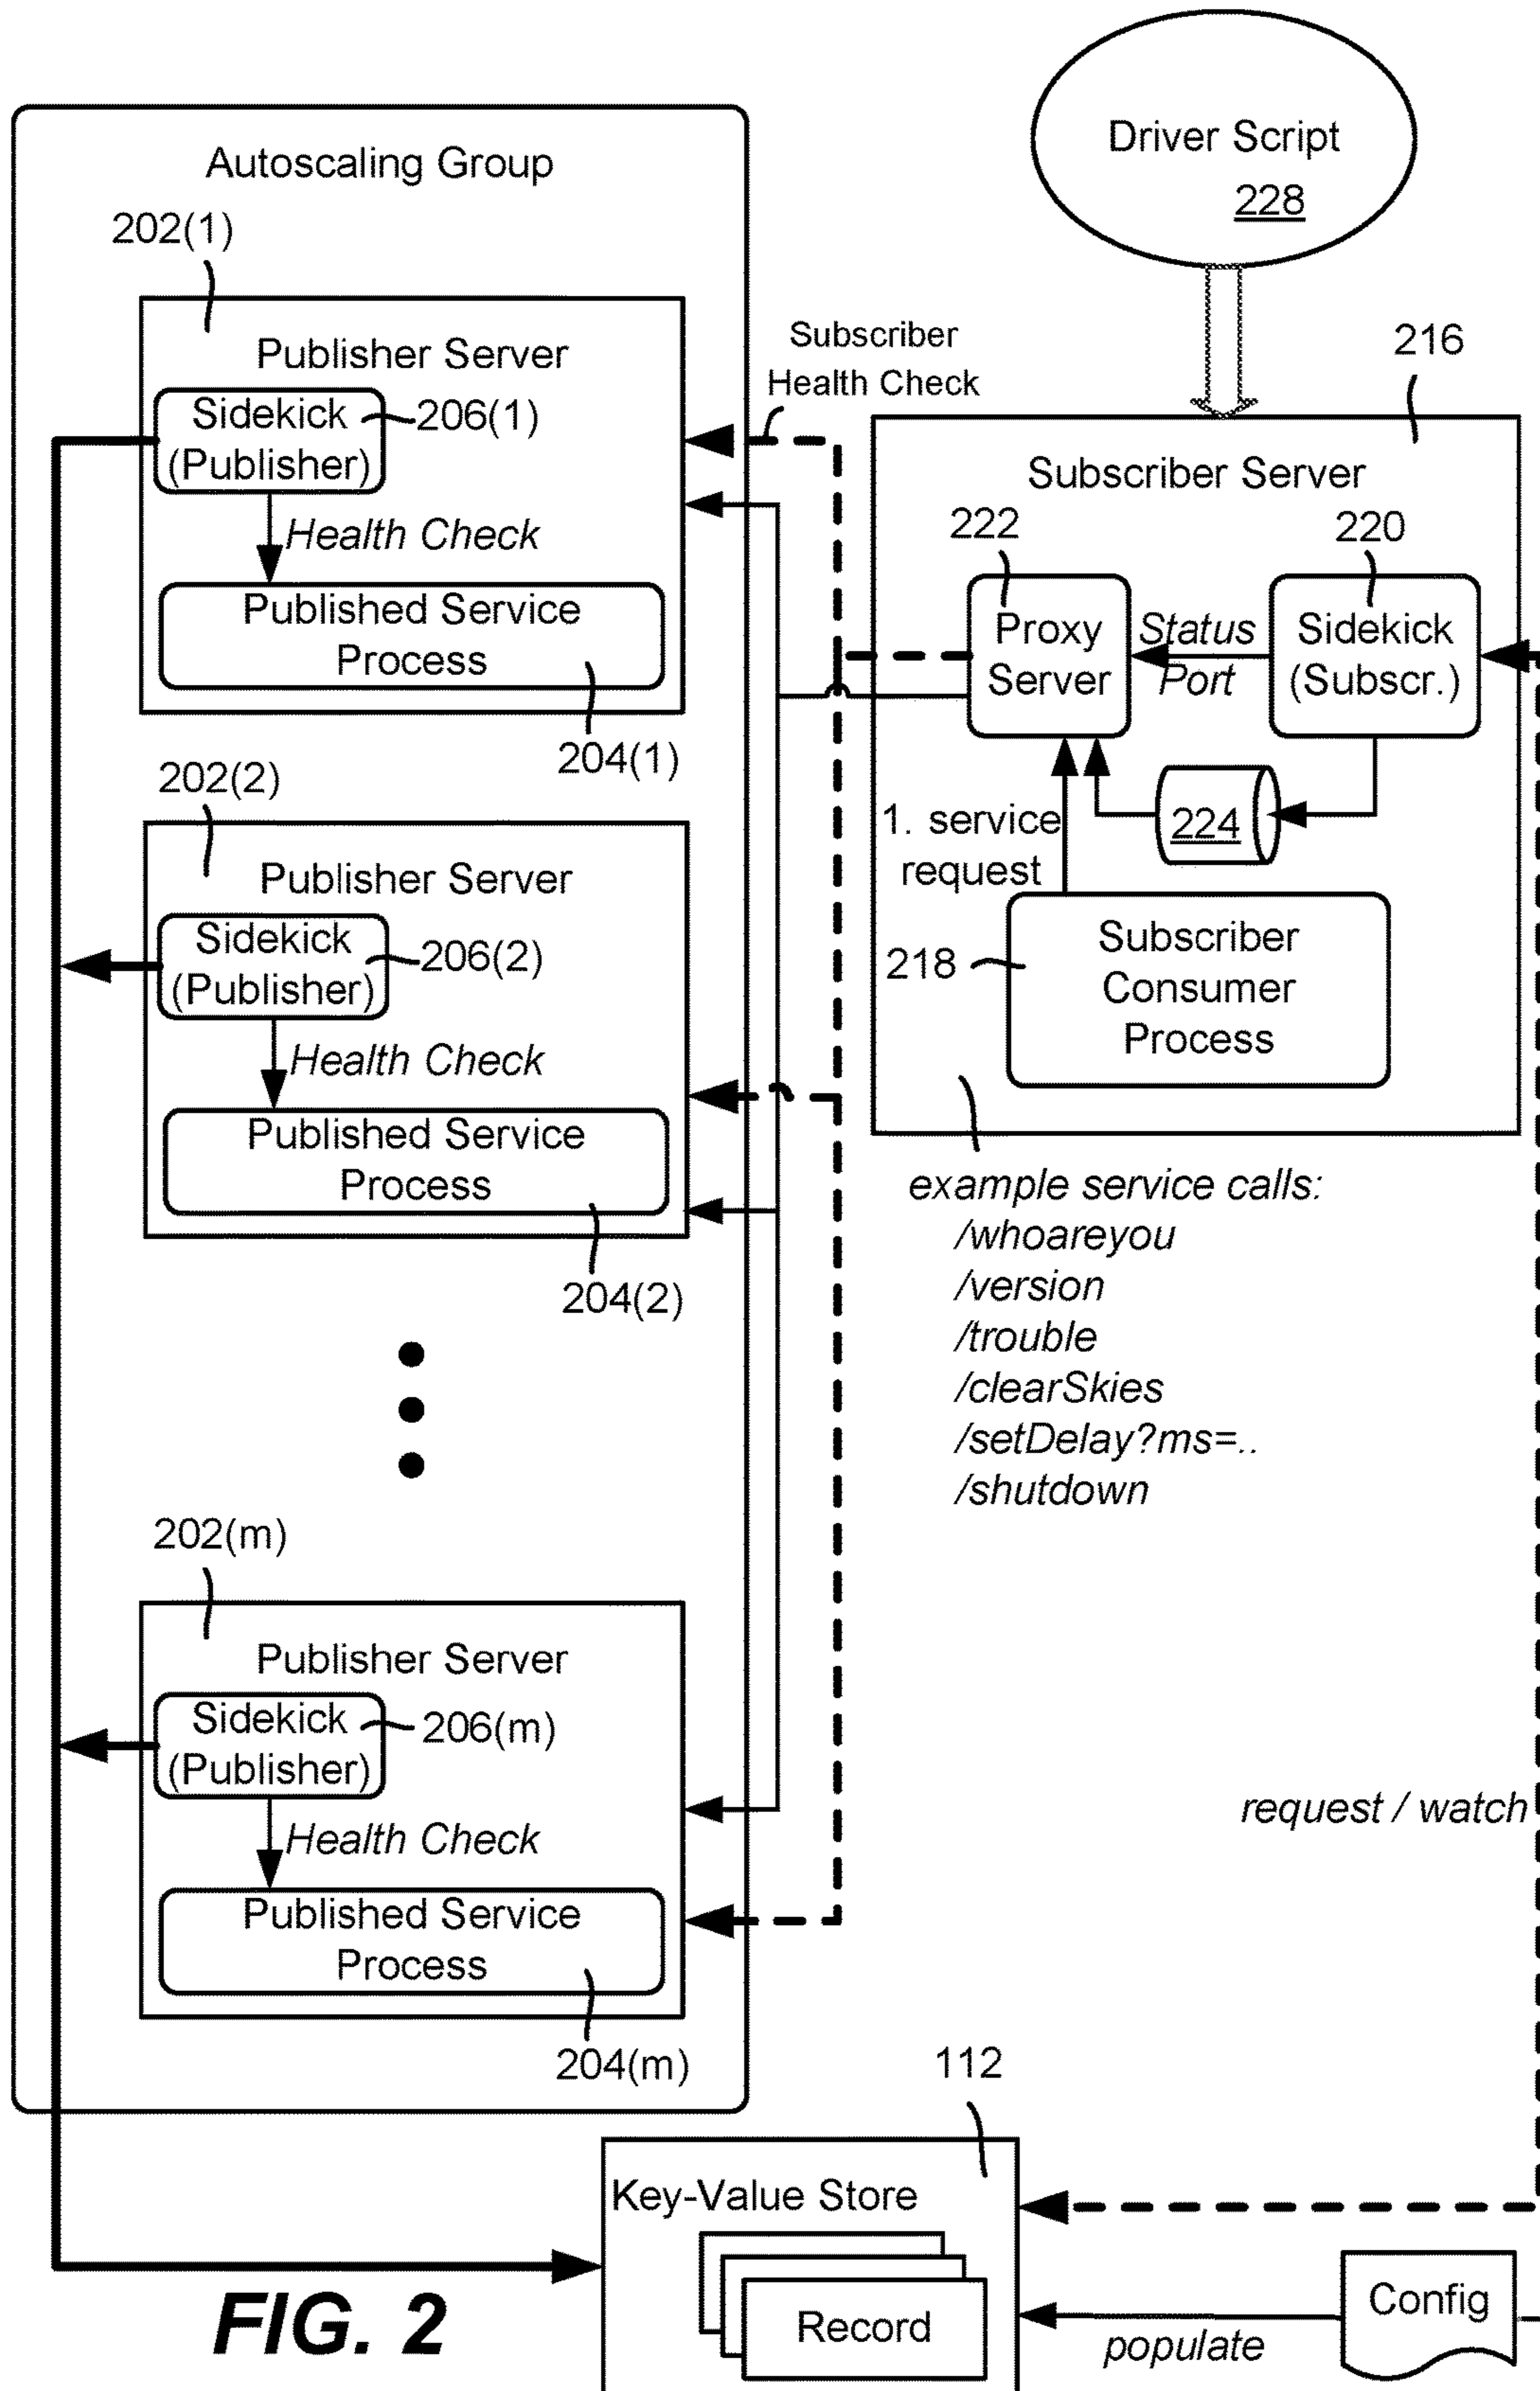 Driver Script
228
Autoscaling Group
202(1)
Publisher Server
Sidekick
(Publisher)
206(1)
Health Check
Published Service
Process
204(1)
Subscriber
Health Check
216
Subscriber Server
222
220
Proxy
Server
Status
Port
Sidekick
(Subscr.)
224
1. service
request
218
Subscriber
Consumer
Process
202(2)
Publisher Server
Sidekick
(Publisher)
206(2)
Health Check
Published Service
Process
204(2)
example service calls:
/whoareyou
/version
/trouble
/clearSkies
/setDelay?ms=..
/shutdown
202(m)
Publisher Server
Sidekick
(Publisher)
206(m)
Health Check
Published Service
Process
204(m)
request / watch
112
Key-Value Store
Record
populate
Config
FIG. 2